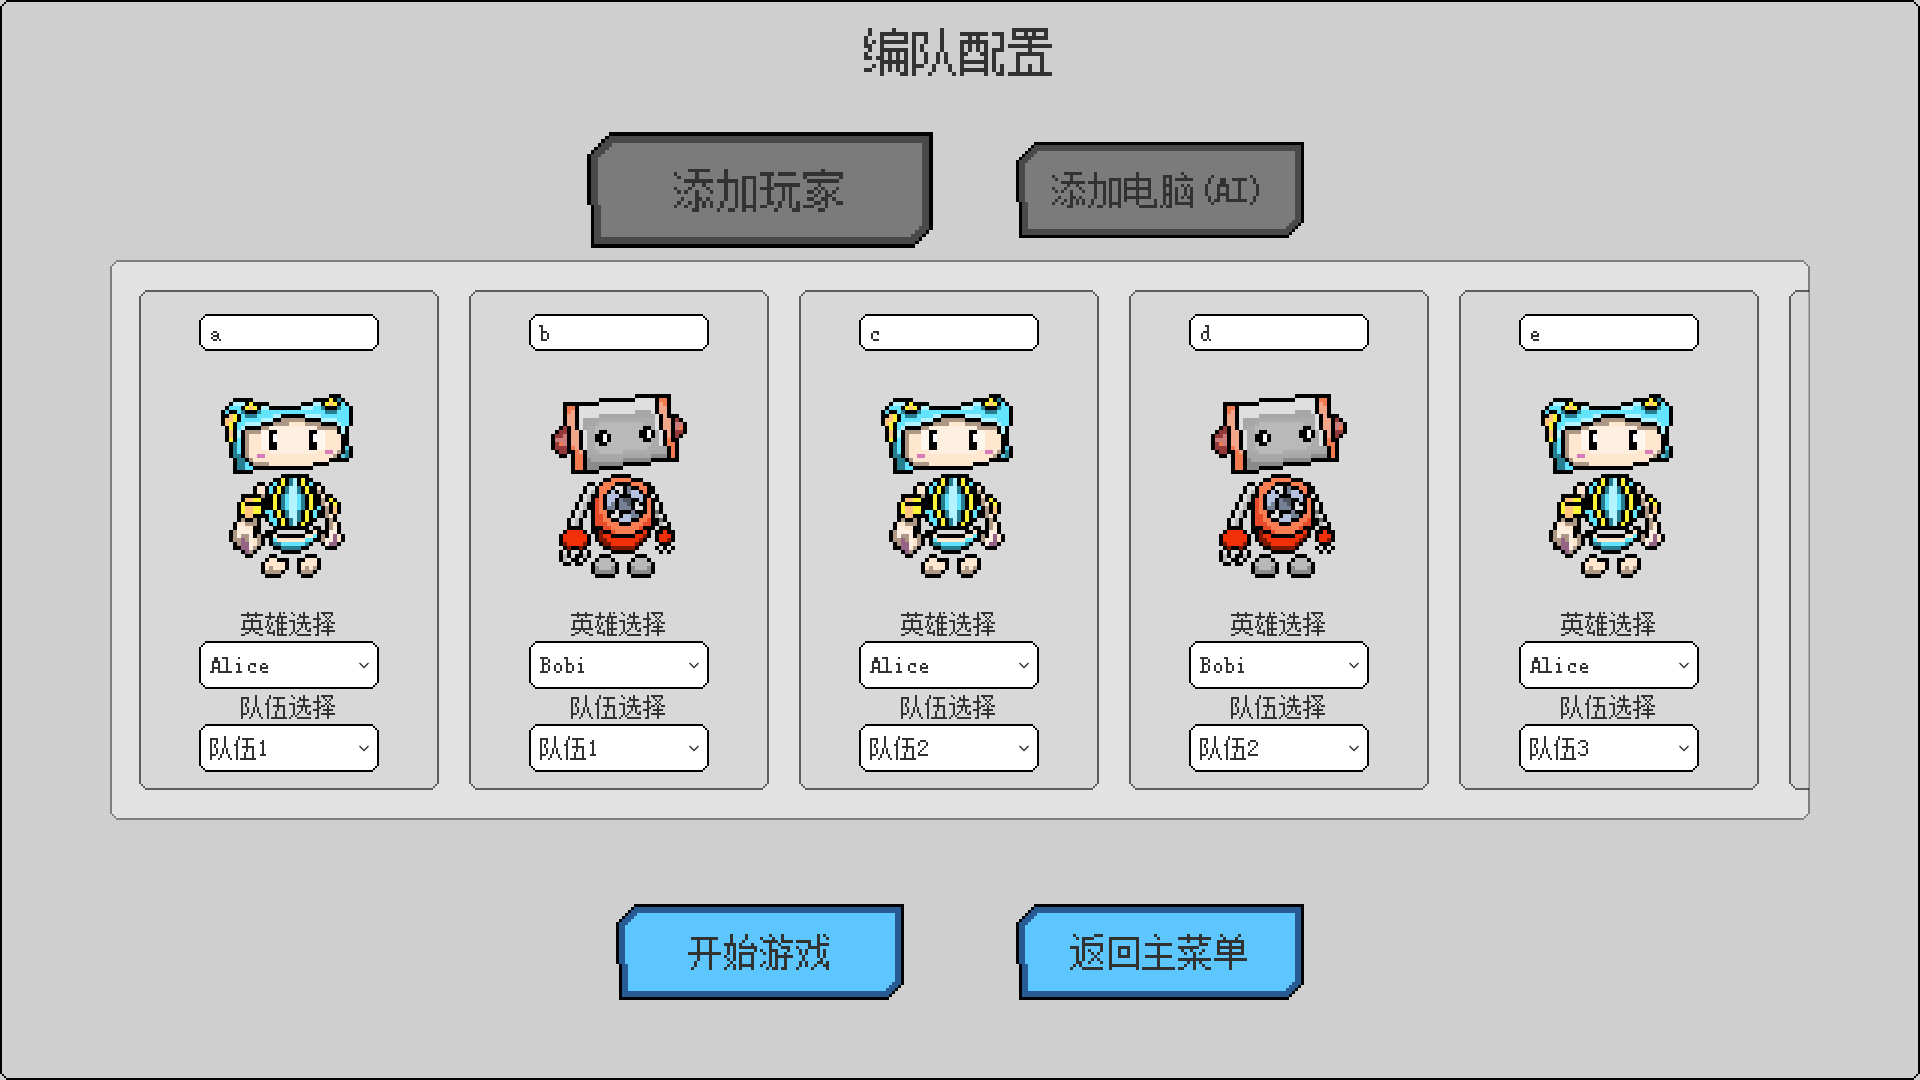 编队配置
添加玩家
添加电脑(AI)
a
b
c
d
e
英雄选择
英雄选择
英雄选择
英雄选择
英雄选择
Alice
Bobi
Alice
Bobi
Alice
队伍选择
队伍选择
队伍选择
队伍选择
队伍选择
队伍1
队伍1
队伍2
队伍2
队伍3
开始游戏
返回主菜单